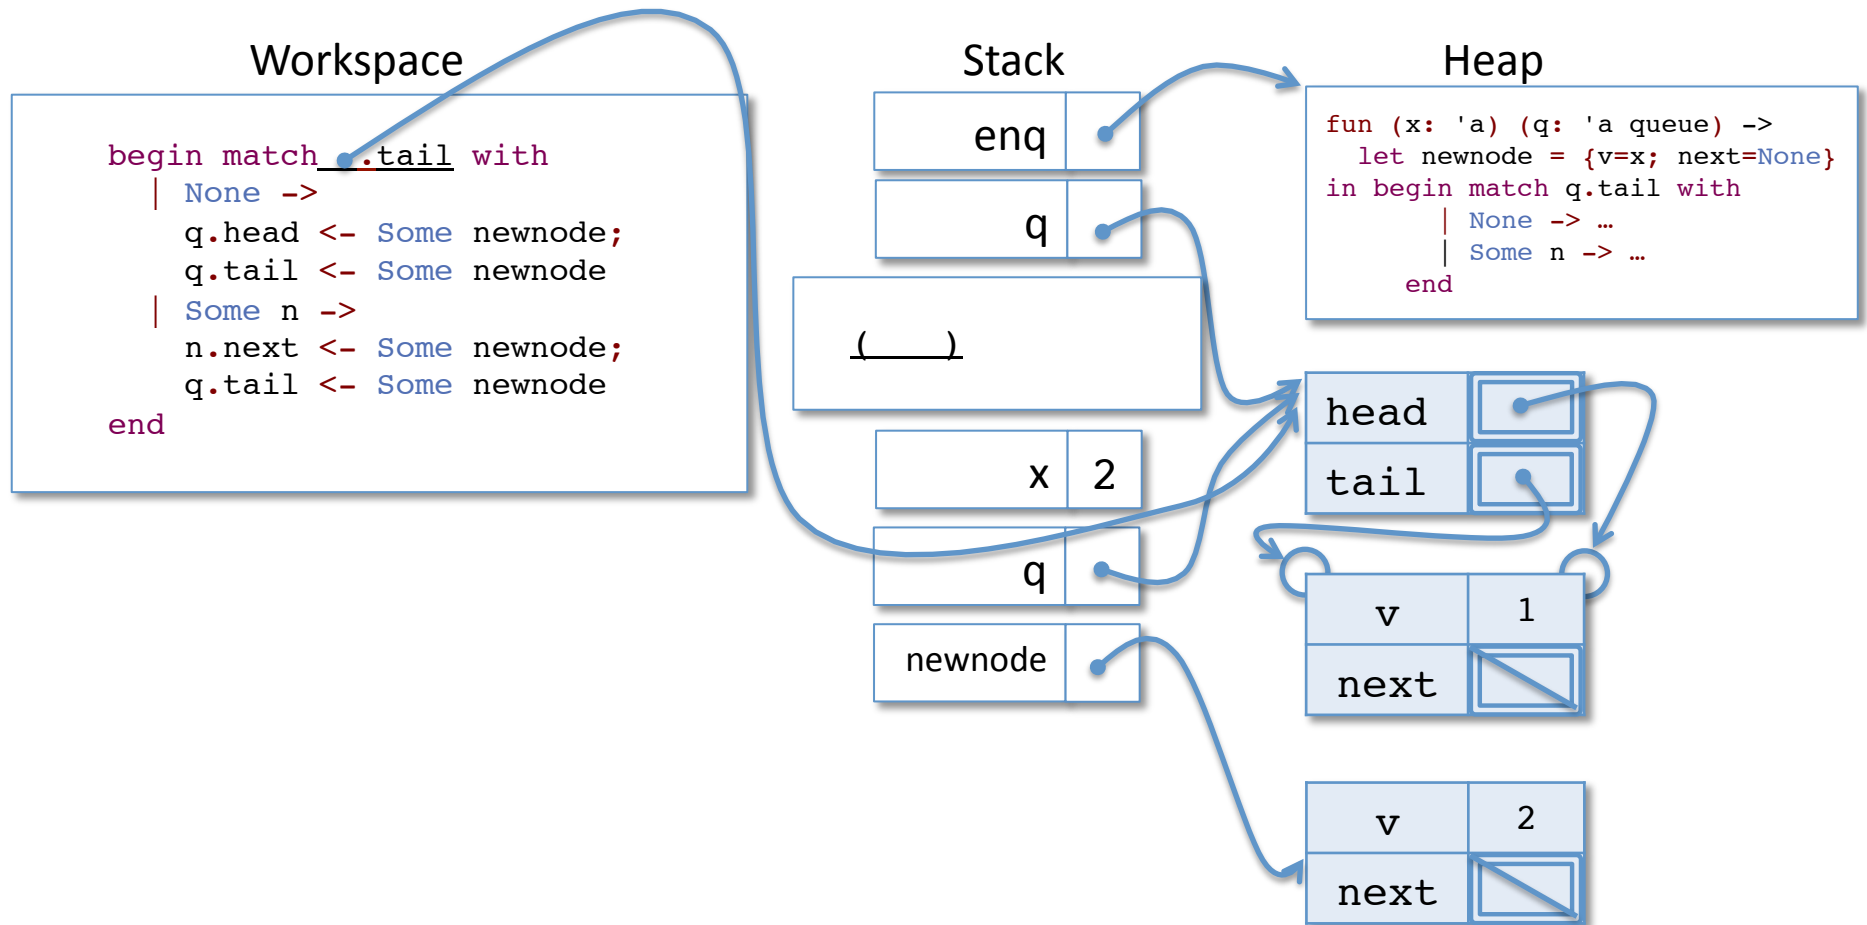 Workspace
begin match .tail with
| None ->
q.head <- Some newnode;
q.tail <- Some newnode
| Some n ->
n.next <- Some newnode;
q.tail <- Some newnode
end
Stack
enq
q
( )
x 2
q
newnode
Heap
fun (x: 'a) (q: 'a queue) ->
let newnode = {v=x; next=None}
in begin match q.tail with
| None -> …
| Some n -> …
end
head
tail
v 1
next
v 2
next